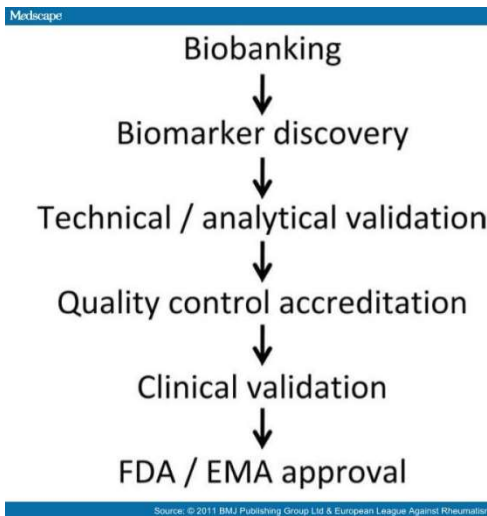 Medscape
Biobanking
Biomarker discovery
Technical / analytical validation
Quality control accreditation
Clinical validation
FDA / EMA approval
Source: © 2011 BMJ Publishing Group Ltd & European League Against Rheumatism